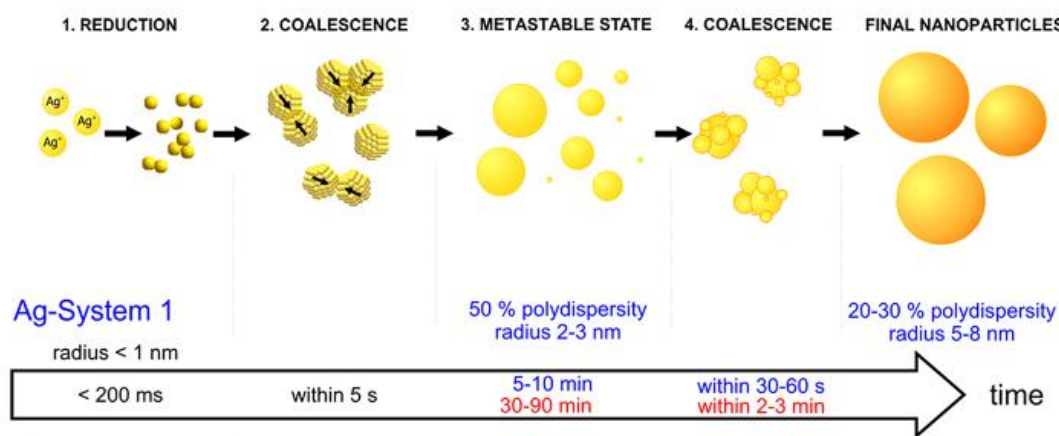 1. REDUCTION
2. COALESCENCE
3. METASTABLE STATE
4. COALESCENCE
FINAL NANOPARTICLES
Ag⁺
Ag⁺
Ag⁺
Ag-System 1
50 % polydispersity
radius 2-3 nm
20-30 % polydispersity
radius 5-8 nm
radius < 1 nm
< 200 ms
within 5 s
5-10 min
30-90 min
within 30-60 s
within 2-3 min
time